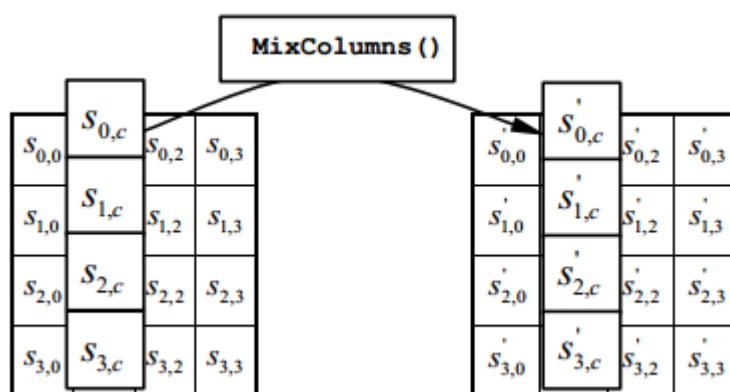 MixColumns()
s0,0 s0,c s0,2 s0,3
s1,0 s1,c s1,2 s1,3
s2,0 s2,c s2,2 s2,3
s3,0 s3,c s3,2 s3,3
s'0,0 s'0,c s'0,2 s'0,3
s'1,0 s'1,c s'1,2 s'1,3
s'2,0 s'2,c s'2,2 s'2,3
s'3,0 s'3,c s'3,2 s'3,3